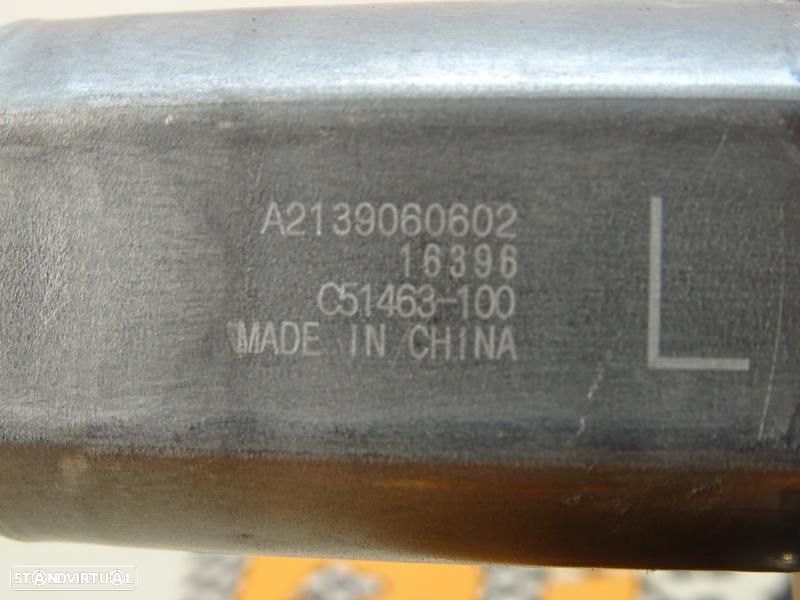 A2139060602
16396
C51463-100
MADE IN CHINA
L
STANDVIRTUAL